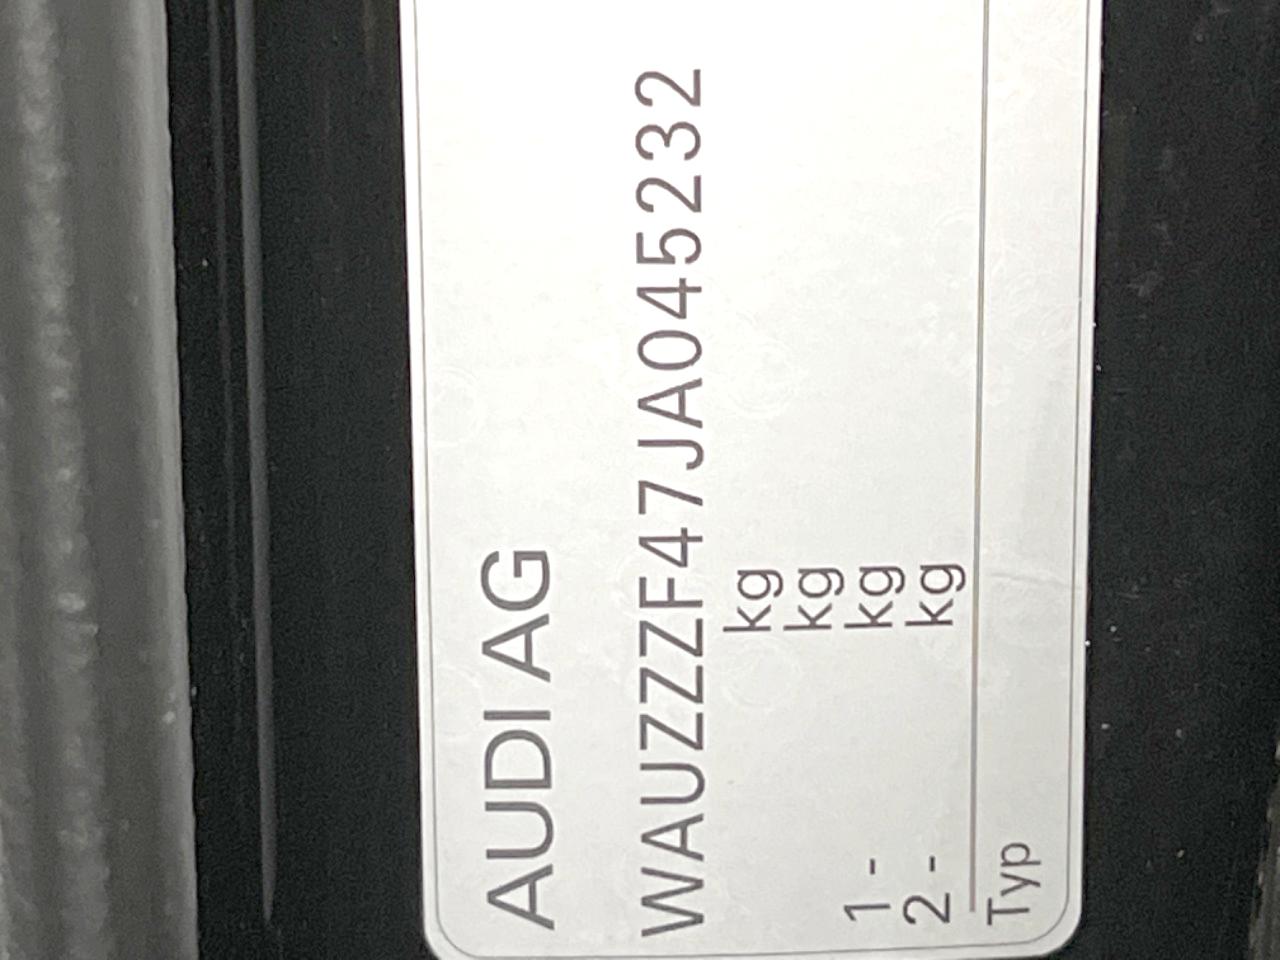 AUDI AG
WAUZZZF47JA045232
kg
kg
1 - kg
2 - kg
Typ